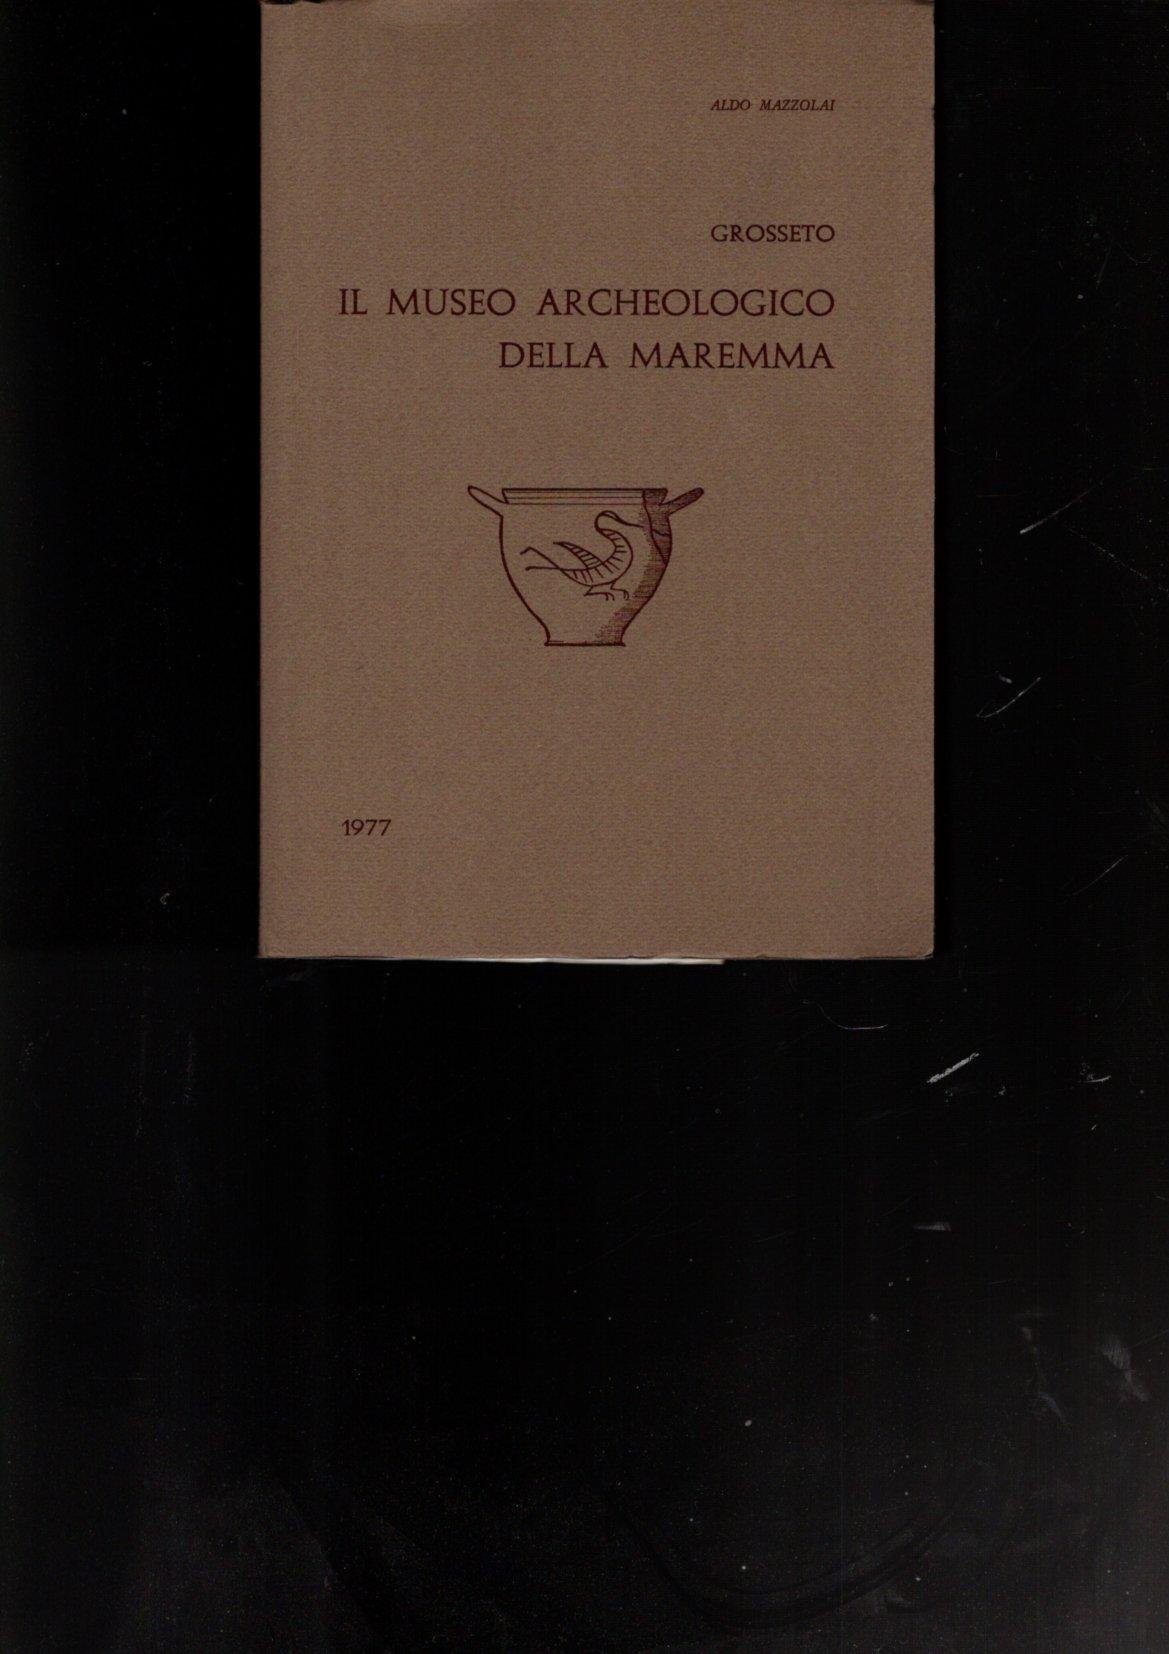 ALDO MAZZOLAI
GROSSETO
IL MUSEO ARCHEOLOGICO
DELLA MAREMMA
1977